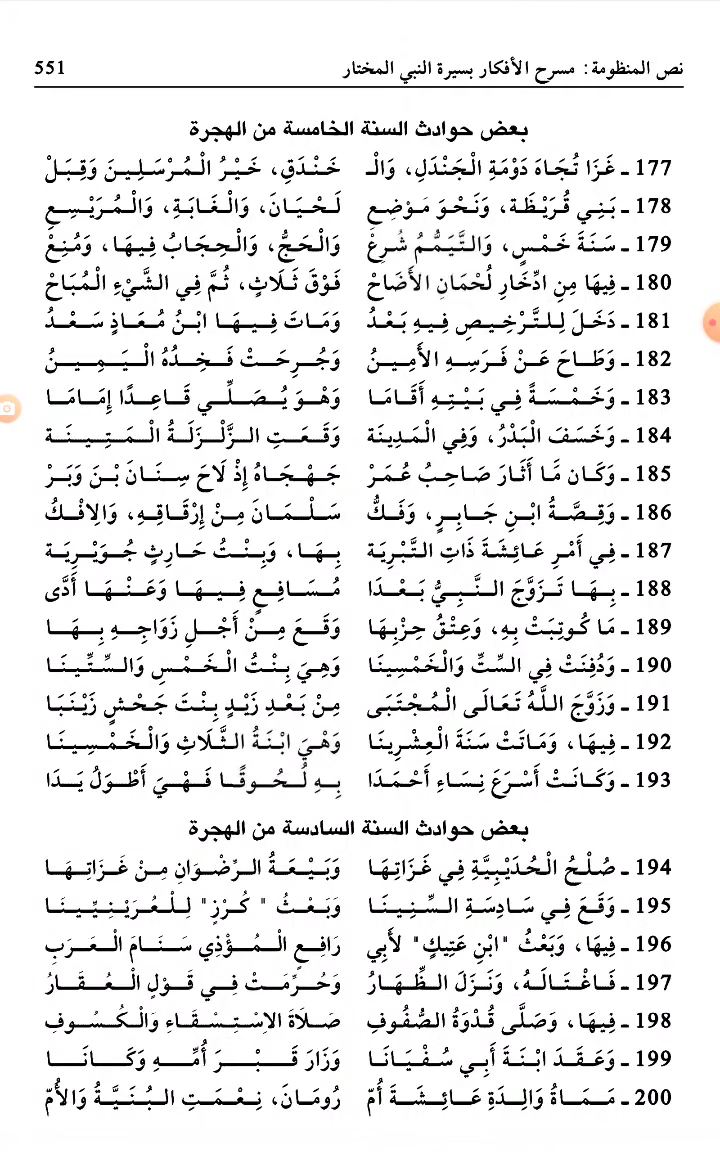 نص المنظومة: مسرح الأفكار بسيرة النبي المختار 551
بعض حوادث السنة الخامسة من الهجرة
177 ـ غَزَا تُجَاهَ دَوْمَةِ الْجَنْدَلِ، وَالْـ خَنْدَقِ، خَيْرُ الْمُرْسَلِينَ وَقِبَلْ
178 ـ بَنِي قُرَيْظَة، وَنَحْوَ مَوْضِعِ لَحْيَانَ، وَالْغَابَةِ، وَالْمُرَيْسِعِ
179 ـ سَنَةَ خَمْسٍ، وَالتَّيَمُّمُ شُرِعْ وَالْحَجُّ، وَالْحِجَابُ فِيهَا، وَمُنِعْ
180 ـ فِيهَا مِنِ ادِّخَارِ لُحْمَانِ الأَضَاحْ فَوْقَ ثَلَاثٍ، ثُمَّ فِي الشَّيْءِ الْمُبَاحْ
181 ـ دَخَلَ لِلتَّرْخِيصِ فِيهِ بَعْدُ وَمَاتَ فِيهَا ابْنُ مُعَاذٍ سَعْدُ
182 ـ وَطَاحَ عَنْ فَرَسِهِ الأَمِينُ وَجُرِحَتْ فَخِذُهُ الْيَمِينُ
183 ـ وَخَمْسَةً فِي بَيْتِهِ أَقَامَا وَهْوَ يُصَلِّي قَاعِدًا إِمَامَا
184 ـ وَخَسَفَ الْبَدْرُ، وَفِي الْمَدِينَة وَقَعَتِ الزَّلْزَلَةُ الْمَتِينَة
185 ـ وَكَان مَّا أَثَارَ صَاحِبُ عُمَرْ جَهْجَاهُ إِذْ لَاحَ سِنَانَ بْنَ وَبَرْ
186 ـ وَقِصَّةُ ابْنِ جَابِرٍ، وَفَكُّ سَلْمَانَ مِنْ إِرْقَاقِهِ، وَالِافْكُ
187 ـ فِي أَمْرِ عَائِشَةَ ذَاتِ التَّبْرِيَة بِهَا، وَبِنْتُ حَارِثٍ جُوَيْرِيَة
188 ـ بِهَا تَزَوَّجَ النَّبِيُّ بَعْدَا مُسَافِعٍ فِيهَا وَعَنْهَا أَدَّى
189 ـ مَا كُوتِبَتْ بِهِ، وَعِتْقُ حِزْبِهَا وَقَعَ مِنْ أَجْلِ زَوَاجِهِ بِهَا
190 ـ وَدُفِنَتْ فِي السِّتِّ وَالْخَمْسِينَا وَهِيَ بِنْتُ الْخَمْسِ وَالسِّتِّينَا
191 ـ وَزَوَّجَ اللَّهُ تَعَالَى الْمُجْتَبَى مِنْ بَعْدِ زَيْدٍ بِنْتَ جَحْشٍ زَيْنَبَا
192 ـ فِيهَا، وَمَاتَتْ سَنَةَ الْعِشْرِينَا وَهْيَ ابْنَةُ الثَّلَاثِ وَالْخَمْسِينَا
193 ـ وَكَانَتْ أَسْرَعَ نِسَاءِ أَحْمَدَا بِهِ لُحُوقًا فَهْيَ أَطْوَلُ يَدَا
بعض حوادث السنة السادسة من الهجرة
194 ـ صُلْحُ الْحُدَيْبِيَّةِ فِي غَزَاتِهَا وَبَيْعَةُ الرِّضْوَانِ مِنْ غَزَاتِهَا
195 ـ وَقَعَ فِي سَادِسَةِ السِّنِينَا وَبَعْثُ " كُرْزٍ" لِلْعُرَيْنِيِّينَا
196 ـ فِيهَا، وَبَعْثُ "ابْنِ عَتِيكٍ" لأَبِي رَافِعٍ الْمُؤْذِي سَنَامَ الْعَرَبِ
197 ـ فَاغْتَالَهُ، وَنَزَلَ الظِّهَارُ وَحُرِّمَتْ فِي قَوْلٍ الْعُقَارُ
198 ـ فِيهَا، وَصَلَّى قُدْوَةُ الصُّفُوفِ صَلَاةَ الِاسْتِسْقَاءِ وَالْكُسُوفِ
199 ـ وَعَقَدَ ابْنَةَ أَبِي سُفْيَانَا وَزَارَ قَبْرَ أُمِّهِ وَكَانَا
200 ـ مَمَاةُ وَالِدَةِ عَائِشَةَ أُمّ رُومَانَ، نِعْمَتِ الْبُنَيَّةُ وَالأُمّ